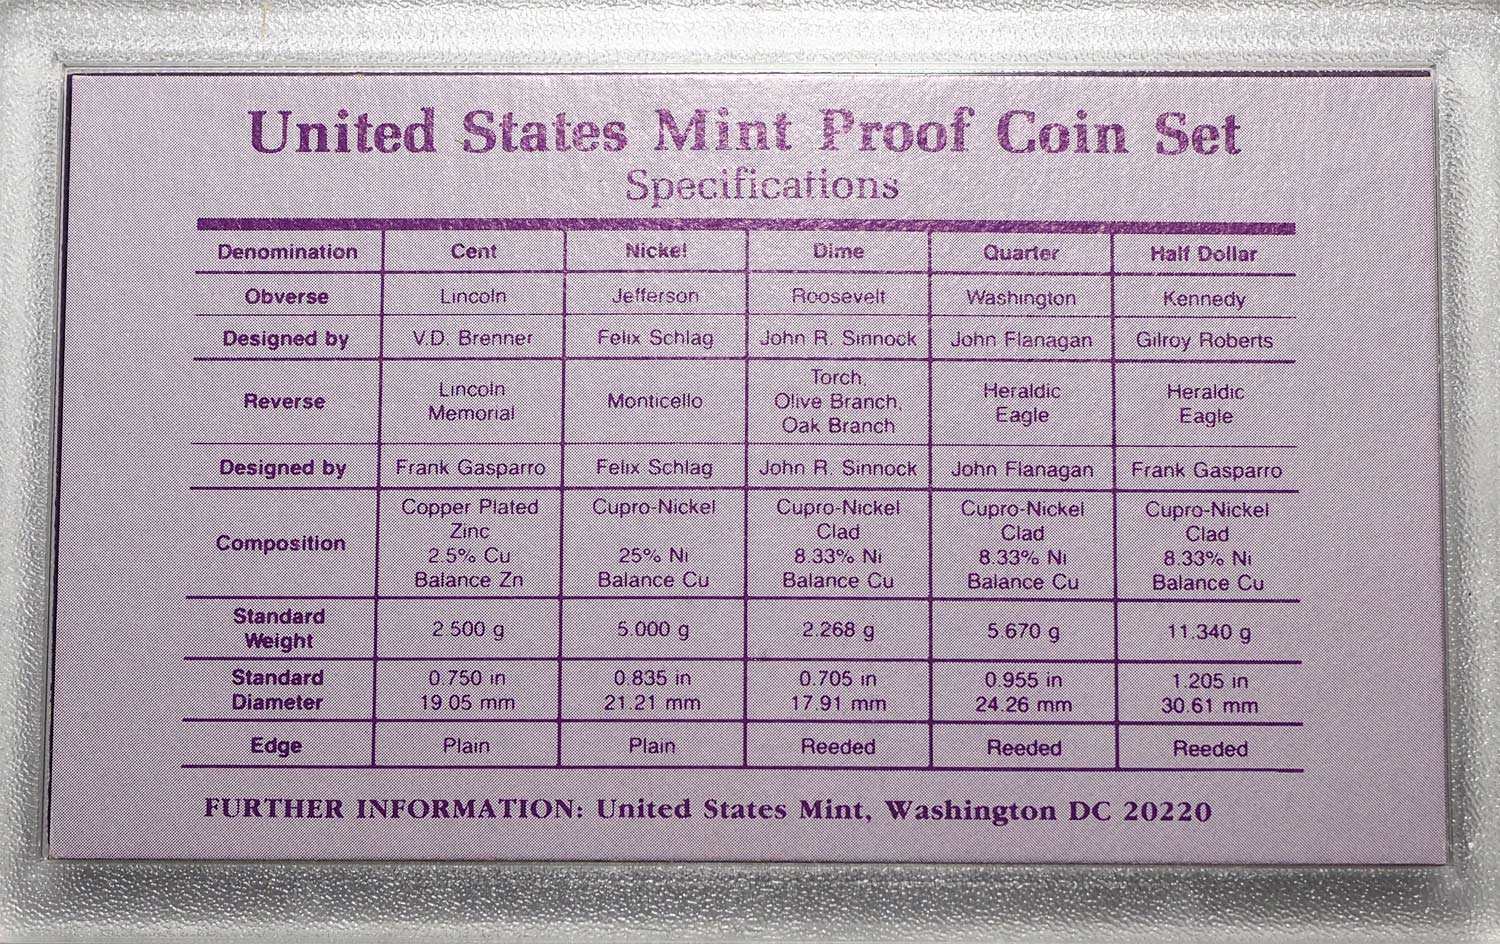 United States Mint Proof Coin Set
Specifications
Denomination Cent Nickel Dime Quarter Half Dollar
Obverse Lincoln Jefferson Roosevelt Washington Kennedy
Designed by V.D. Brenner Felix Schlag John R. Sinnock John Flanagan Gilroy Roberts
Reverse Lincoln Memorial Monticello Torch, Olive Branch, Oak Branch Heraldic Eagle Heraldic Eagle
Designed by Frank Gasparro Felix Schlag John R. Sinnock John Flanagan Frank Gasparro
Composition Copper Plated Zinc 2.5% Cu Balance Zn Cupro-Nickel 25% Ni Balance Cu Cupro-Nickel Clad 8.33% Ni Balance Cu Cupro-Nickel Clad 8.33% Ni Balance Cu Cupro-Nickel Clad 8.33% Ni Balance Cu
Standard Weight 2.500 g 5.000 g 2.268 g 5.670 g 11.340 g
Standard Diameter 0.750 in 19.05 mm 0.835 in 21.21 mm 0.705 in 17.91 mm 0.955 in 24.26 mm 1.205 in 30.61 mm
Edge Plain Plain Reeded Reeded Reeded
FURTHER INFORMATION: United States Mint, Washington DC 20220